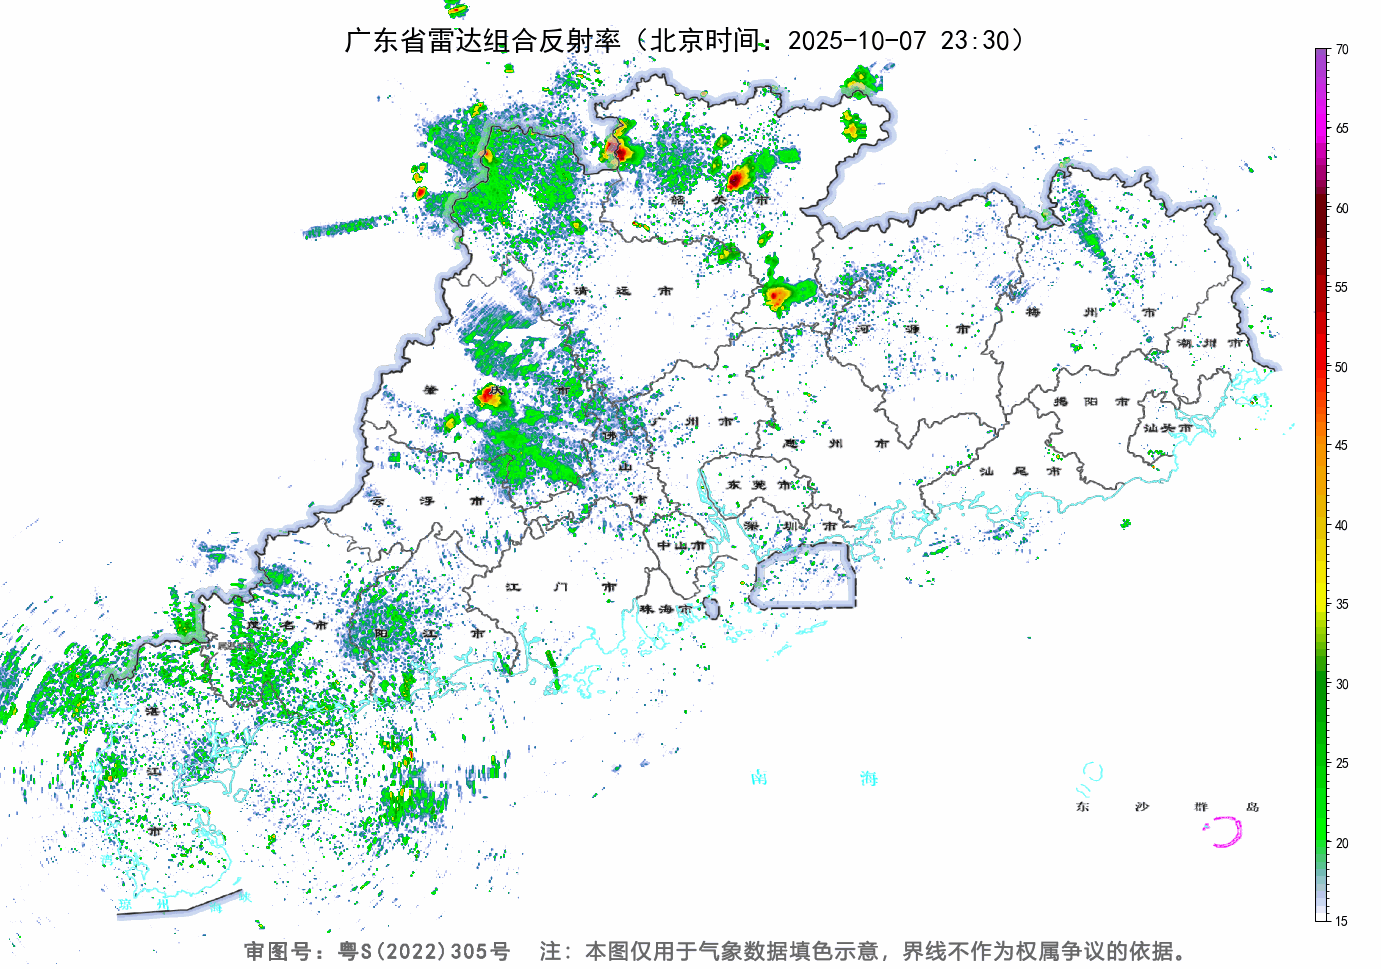 广东省雷达组合反射率（北京时间：2025-10-07 23:30）
70
65
60
55
50
45
40
35
30
25
20
15
韶关市
清远市
河源市
梅州市
潮州市
肇庆市
广州市
揭阳市
汕头市
佛山市
惠州市
汕尾市
云浮市
东莞市
深圳市
中山市
江门市
珠海市
茂名市
阳江市
湛江市
南海
东沙群岛
琼州海峡
审图号：粤S(2022)305号 注：本图仅用于气象数据填色示意，界线不作为权属争议的依据。